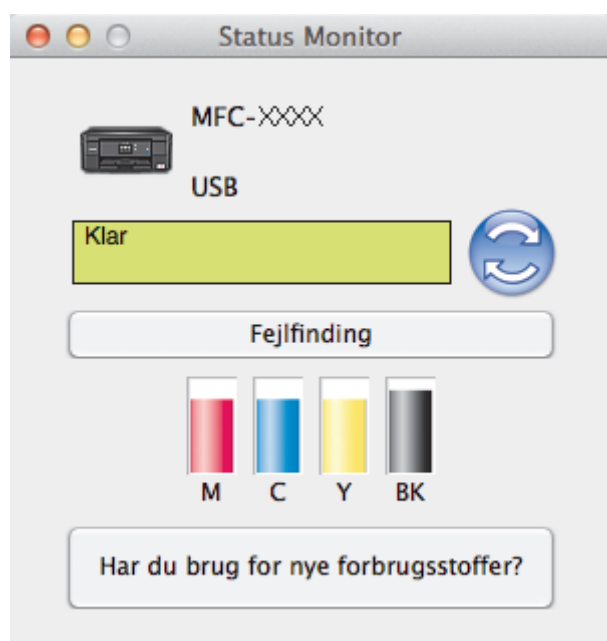 Status Monitor
MFC-XXXX
USB
Klar
Fejlfinding
M C Y BK
Har du brug for nye forbrugsstoffer?